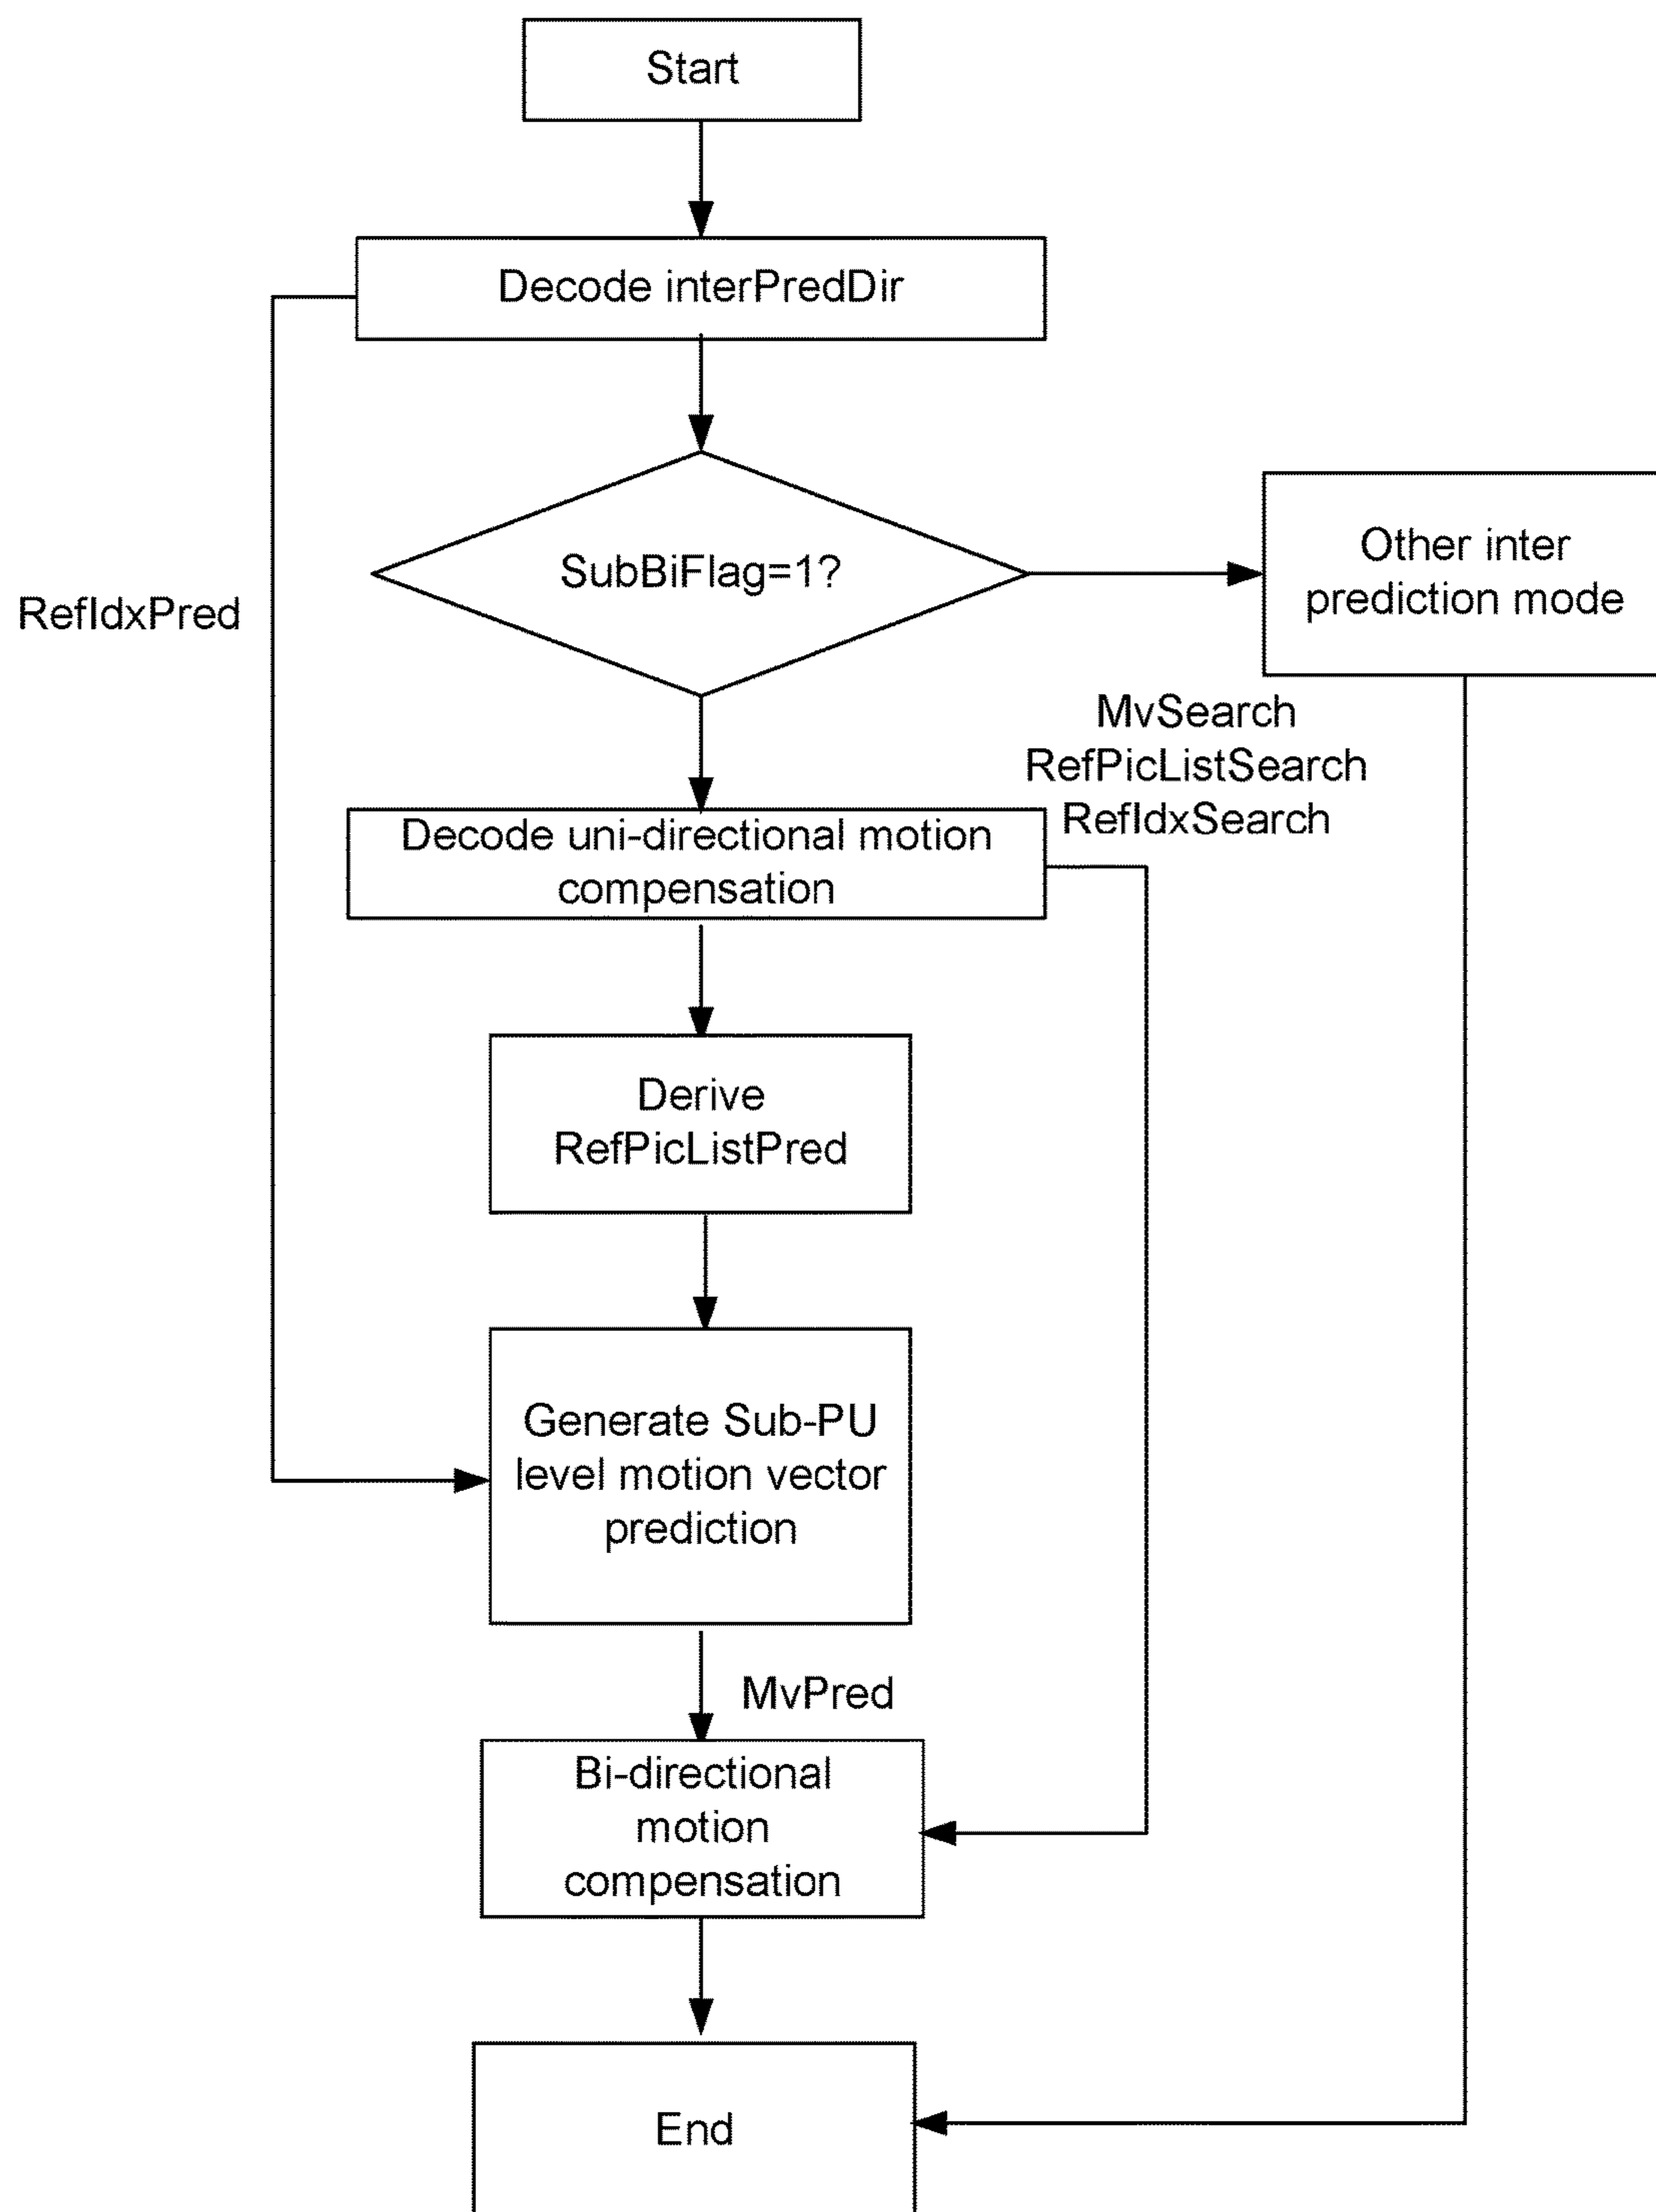 Start
Decode interPredDir
SubBiFlag=1?
Other inter
prediction mode
RefIdxPred
MvSearch
RefPicListSearch
RefIdxSearch
Decode uni-directional motion
compensation
Derive
RefPicListPred
Generate Sub-PU
level motion vector
prediction
MvPred
Bi-directional
motion
compensation
End